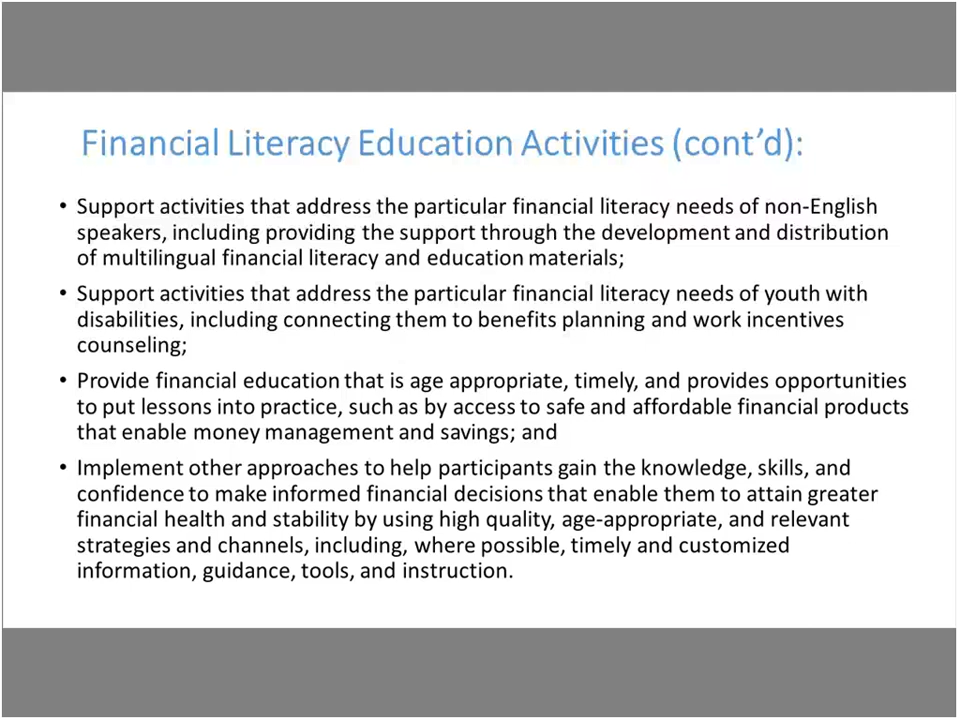 Financial Literacy Education Activities (cont’d):
• Support activities that address the particular financial literacy needs of non-English
speakers, including providing the support through the development and distribution
of multilingual financial literacy and education materials;
• Support activities that address the particular financial literacy needs of youth with
disabilities, including connecting them to benefits planning and work incentives
counseling;
• Provide financial education that is age appropriate, timely, and provides opportunities
to put lessons into practice, such as by access to safe and affordable financial products
that enable money management and savings; and
• Implement other approaches to help participants gain the knowledge, skills, and
confidence to make informed financial decisions that enable them to attain greater
financial health and stability by using high quality, age-appropriate, and relevant
strategies and channels, including, where possible, timely and customized
information, guidance, tools, and instruction.